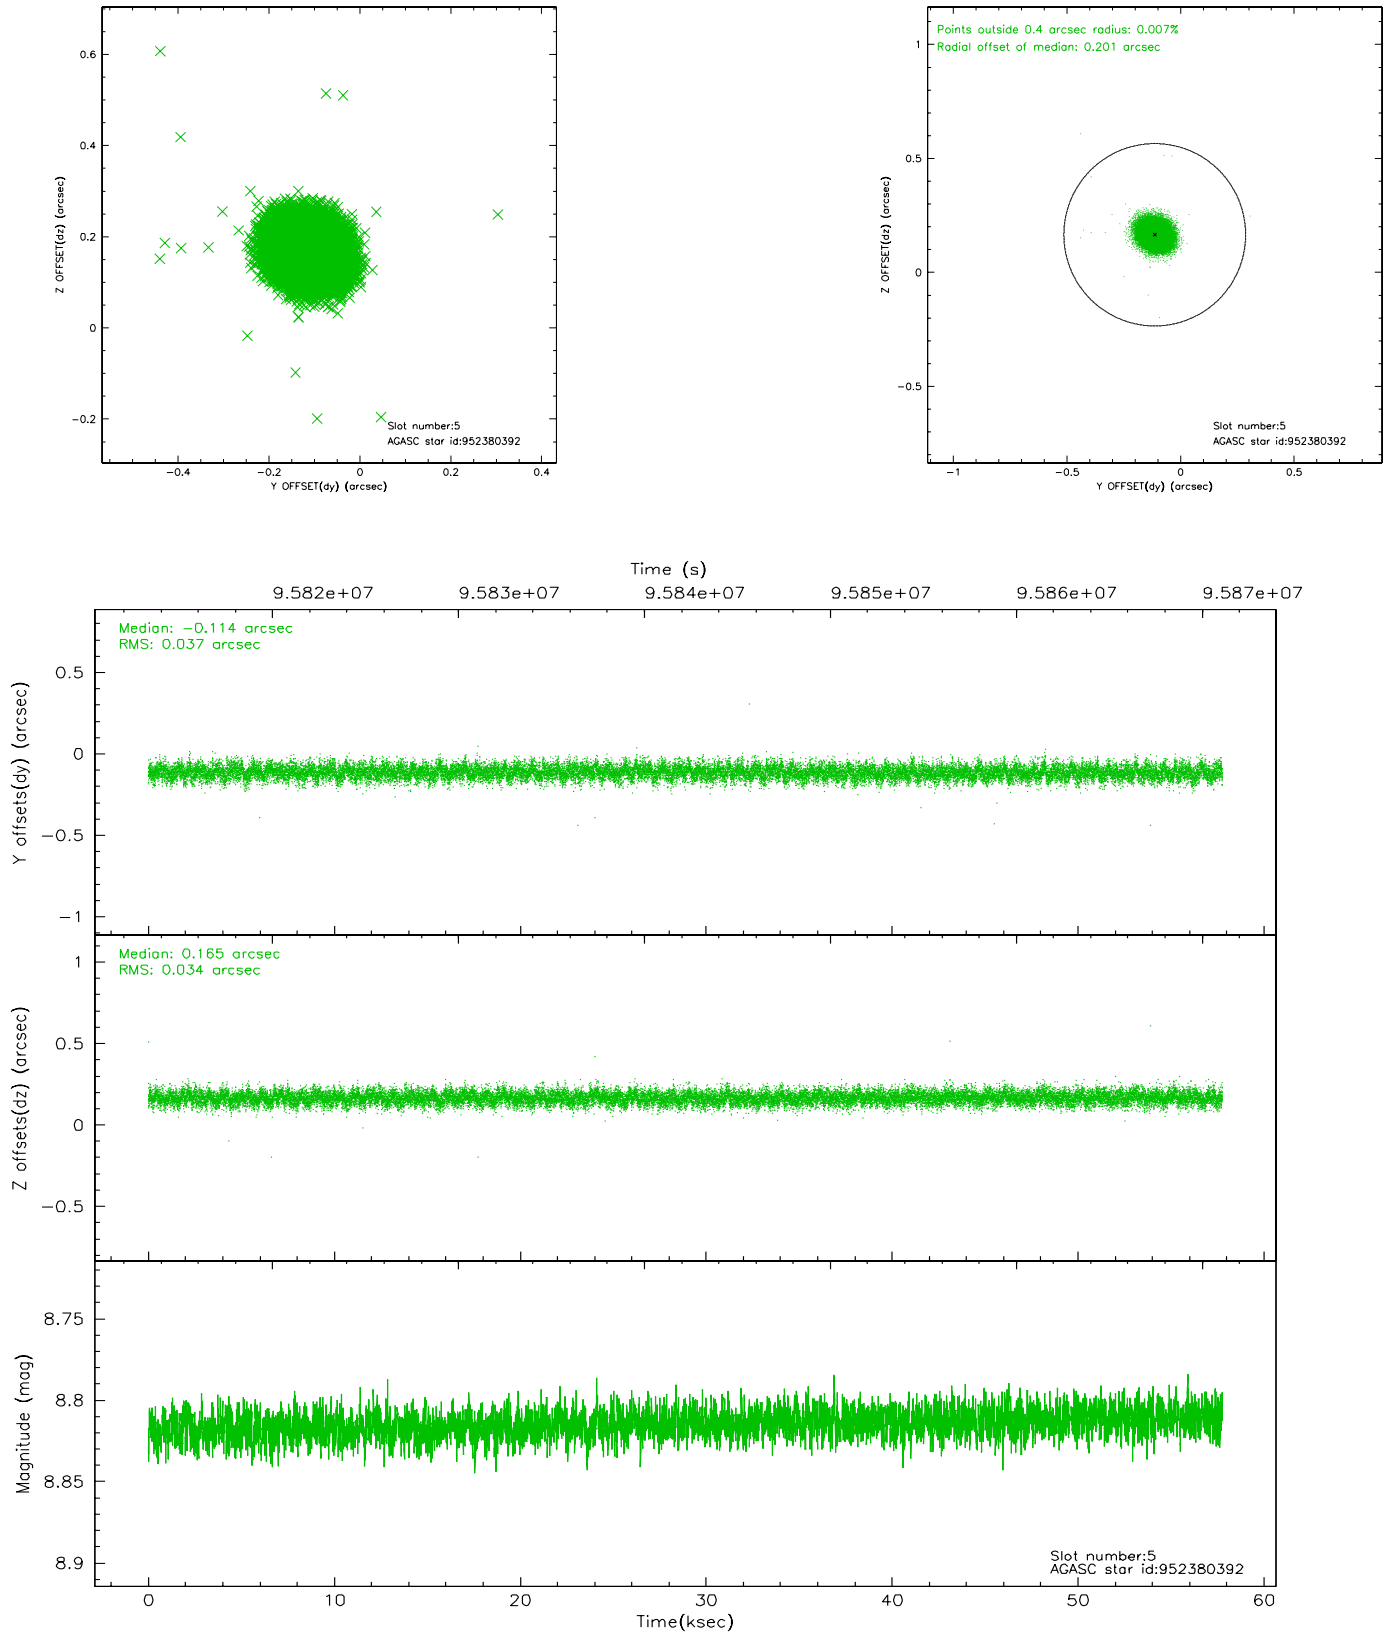 0.6
0.4
0.2
0
−0.2
Z OFFSET(dz) (arcsec)
Slot number:5
AGASC star id:952380392
−0.4 −0.2 0 0.2 0.4
Y OFFSET(dy) (arcsec)
Points outside 0.4 arcsec radius: 0.007%
Radial offset of median: 0.201 arcsec
1
0.5
0
−0.5
Z OFFSET(dz) (arcsec)
Slot number:5
AGASC star id:952380392
−1 −0.5 0 0.5
Y OFFSET(dy) (arcsec)
Time (s)
9.582e+07 9.583e+07 9.584e+07 9.585e+07 9.586e+07 9.587e+07
Median: −0.114 arcsec
RMS: 0.037 arcsec
0.5
0
−0.5
−1
Y offsets(dy) (arcsec)
Median: 0.165 arcsec
RMS: 0.034 arcsec
1
0.5
0
−0.5
Z offsets(dz) (arcsec)
8.75
8.8
8.85
8.9
Magnitude (mag)
Slot number:5
AGASC star id:952380392
0 10 20 30 40 50 60
Time(ksec)